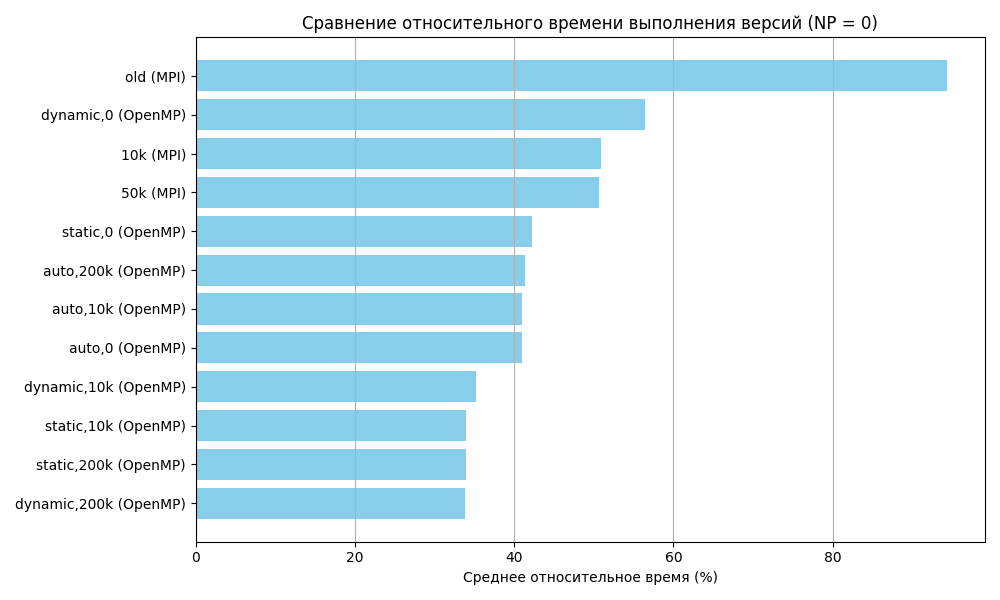 Сравнение относительного времени выполнения версий (NP = 0)
old (MPI)
dynamic,0 (OpenMP)
10k (MPI)
50k (MPI)
static,0 (OpenMP)
auto,200k (OpenMP)
auto,10k (OpenMP)
auto,0 (OpenMP)
dynamic,10k (OpenMP)
static,10k (OpenMP)
static,200k (OpenMP)
dynamic,200k (OpenMP)
0 20 40 60 80
Среднее относительное время (%)